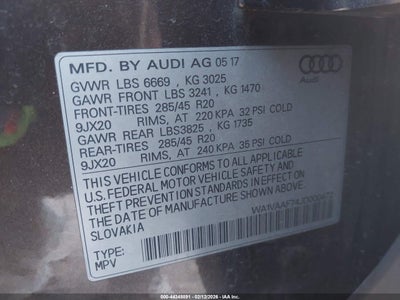 MFD. BY AUDI AG 05 17
Audi
GVWR LBS 6669 , KG 3025
GAWR FRONT LBS 3241 , KG 1470
FRONT-TIRES 285/45 R20
9JX20 RIMS, AT 220 KPA 32 PSI COLD
GAWR REAR LBS3825 , KG 1735
REAR-TIRES 285/45 R20
9JX20 RIMS, AT 240 KPA 35 PSI COLD
THIS VEHICLE CONFORMS TO ALL APPLICABLE
U.S. FEDERAL MOTOR VEHICLE SAFETY AND
THEFT PREVENTION STANDARDS IN EFFECT ON
THE DATE OF MANUFACTURE SHOWN ABOVE.
SLOVAKIA
TYPE:
MPV